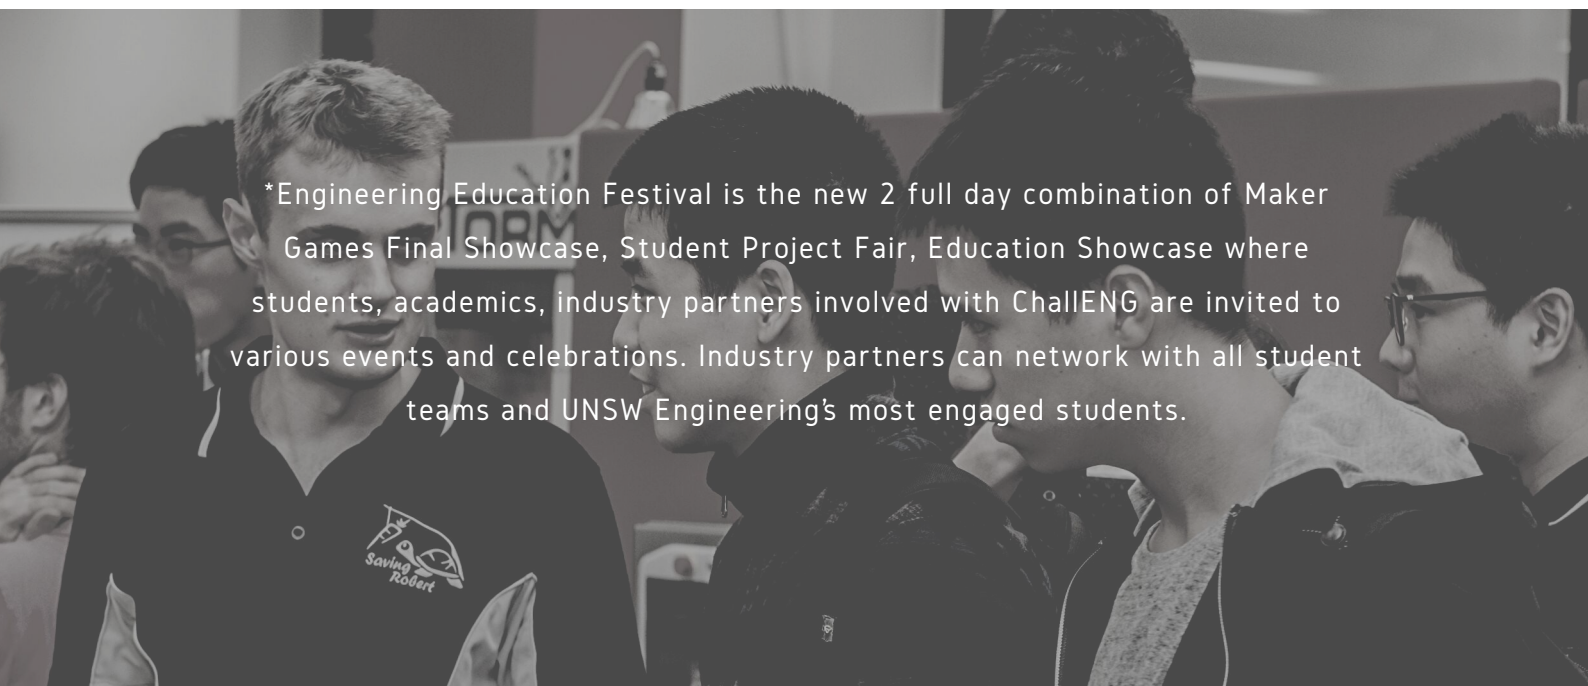 *Engineering Education Festival is the new 2 full day combination of Maker
Games Final Showcase, Student Project Fair, Education Showcase where
students, academics, industry partners involved with ChallENG are invited to
various events and celebrations. Industry partners can network with all student
teams and UNSW Engineering’s most engaged students.
Saving
Robert